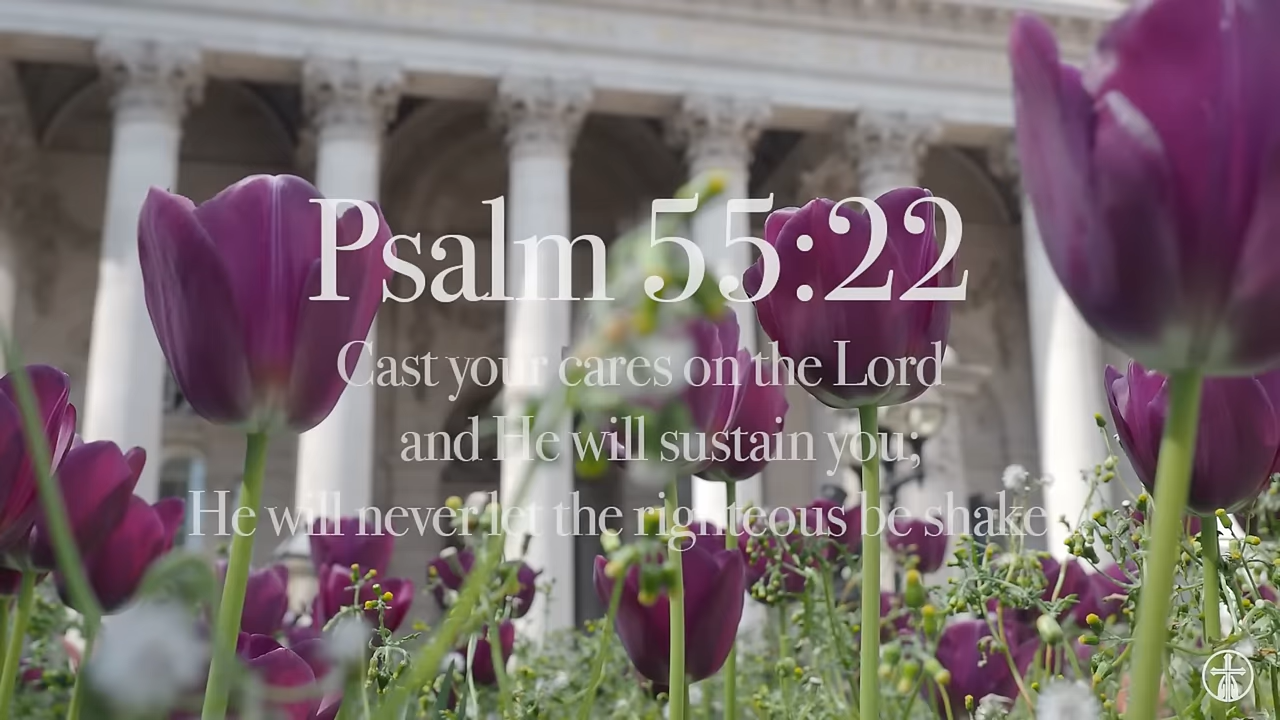 Psalm 55:22
Cast your cares on the Lord
and He will sustain you;
He will never let the righteous be shake